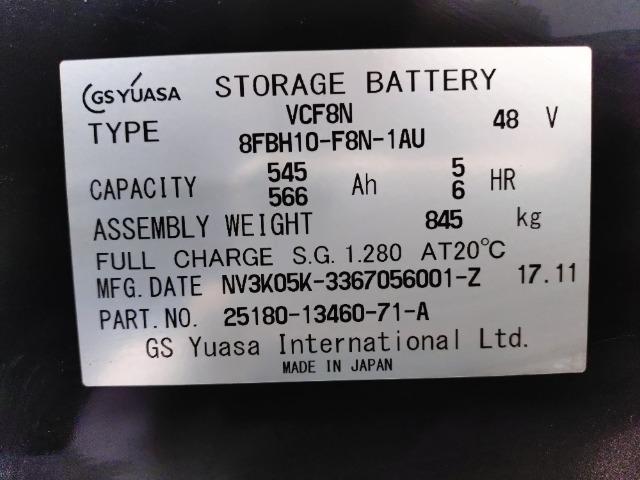 GS YUASA STORAGE BATTERY
TYPE VCF8N 48 V
8FBH10-F8N-1AU
CAPACITY 545 Ah 5 HR
566 6
ASSEMBLY WEIGHT 845 kg
FULL CHARGE S.G. 1.280 AT20℃
MFG. DATE NV3K05K-3367056001-Z 17.11
PART.NO. 25180-13460-71-A
GS Yuasa International Ltd.
MADE IN JAPAN